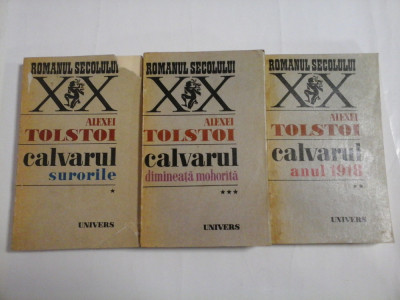 ROMANUL SECOLULUI
XX
ALEXEI
TOLSTOI
calvarul
surorile
*
UNIVERS
ROMANUL SECOLULUI
XX
ALEXEI
TOLSTOI
calvarul
dimineață mohorită
***
UNIVERS
ROMANUL SECOLULUI
XX
ALEXEI
TOLSTOI
calvarul
anul 1918
**
UNIVERS